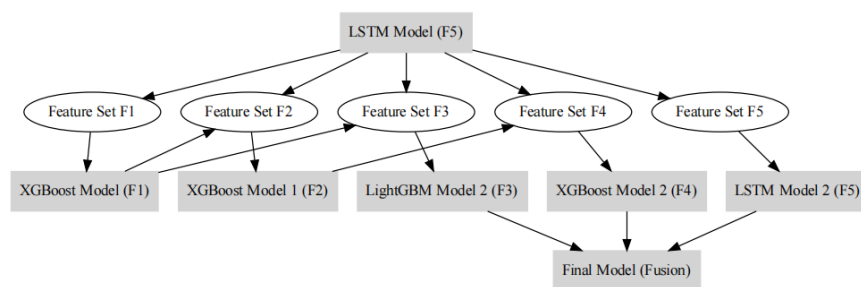 LSTM Model (F5)
Feature Set F1
Feature Set F2
Feature Set F3
Feature Set F4
Feature Set F5
XGBoost Model (F1)
XGBoost Model 1 (F2)
LightGBM Model 2 (F3)
XGBoost Model 2 (F4)
LSTM Model 2 (F5)
Final Model (Fusion)